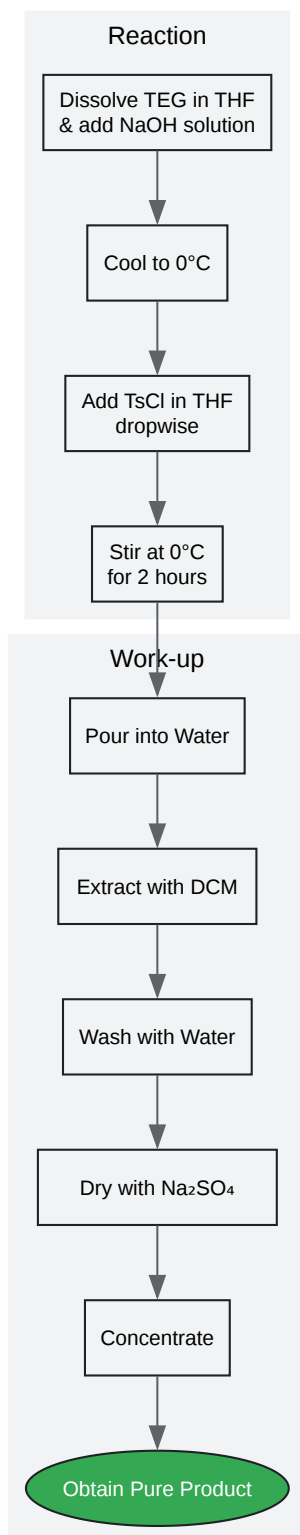 Reaction
Dissolve TEG in THF
& add NaOH solution
Cool to 0°C
Add TsCl in THF
dropwise
Stir at 0°C
for 2 hours
Work-up
Pour into Water
Extract with DCM
Wash with Water
Dry with Na₂SO₄
Concentrate
Obtain Pure Product